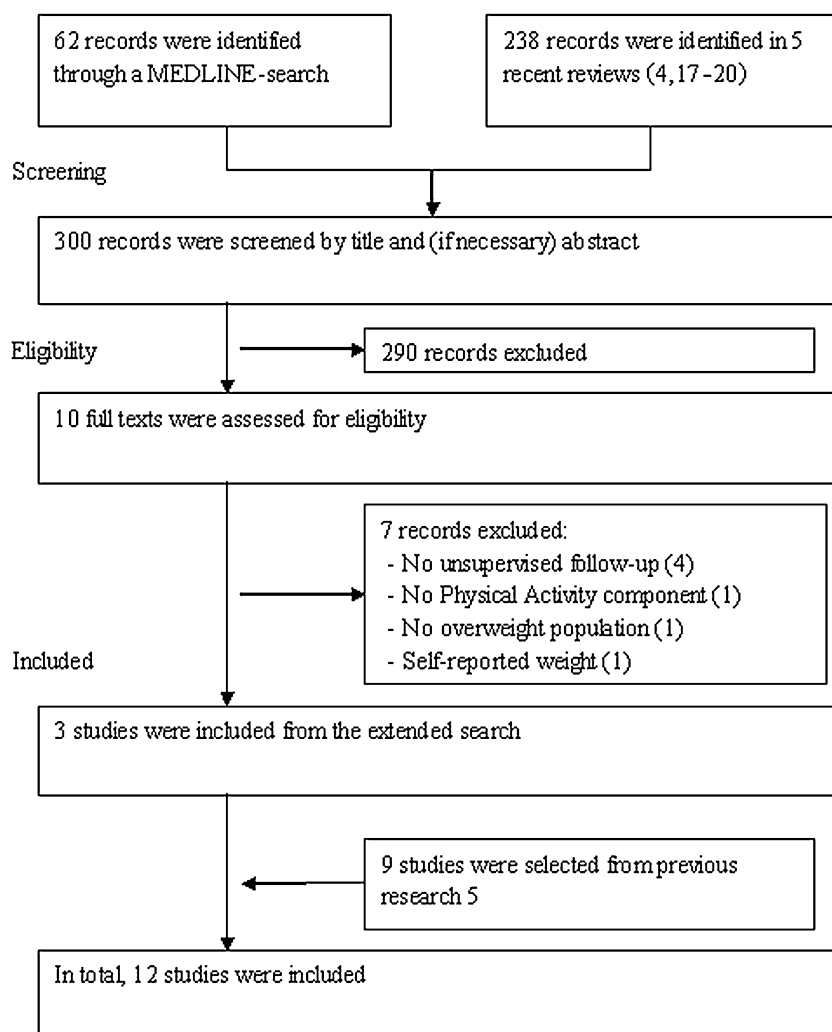 62 records were identified
through a MEDLINE-search
238 records were identified in 5
recent reviews (4,17-20)
Screening
300 records were screened by title and (if necessary) abstract
Eligibility
290 records excluded
10 full texts were assessed for eligibility
7 records excluded:
- No unsupervised follow-up (4)
- No Physical Activity component (1)
- No overweight population (1)
- Self-reported weight (1)
Included
3 studies were included from the extended search
9 studies were selected from previous
research 5
In total, 12 studies were included